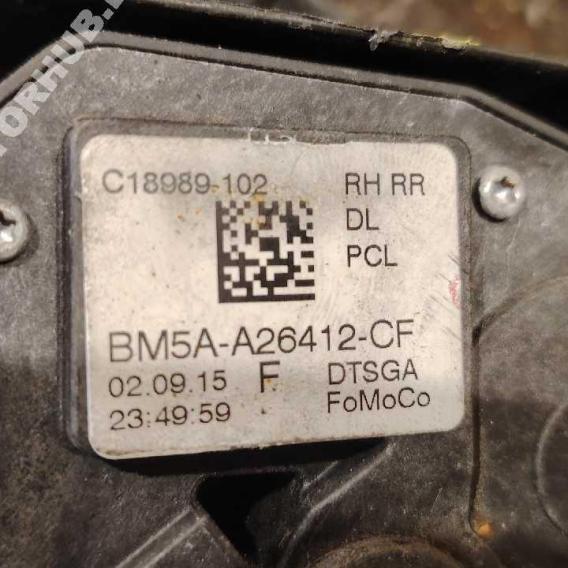 C18989-102 RH RR
DL
PCL
BM5A-A26412-CF
02.09.15 F DTSGA
23:49:59 FoMoCo